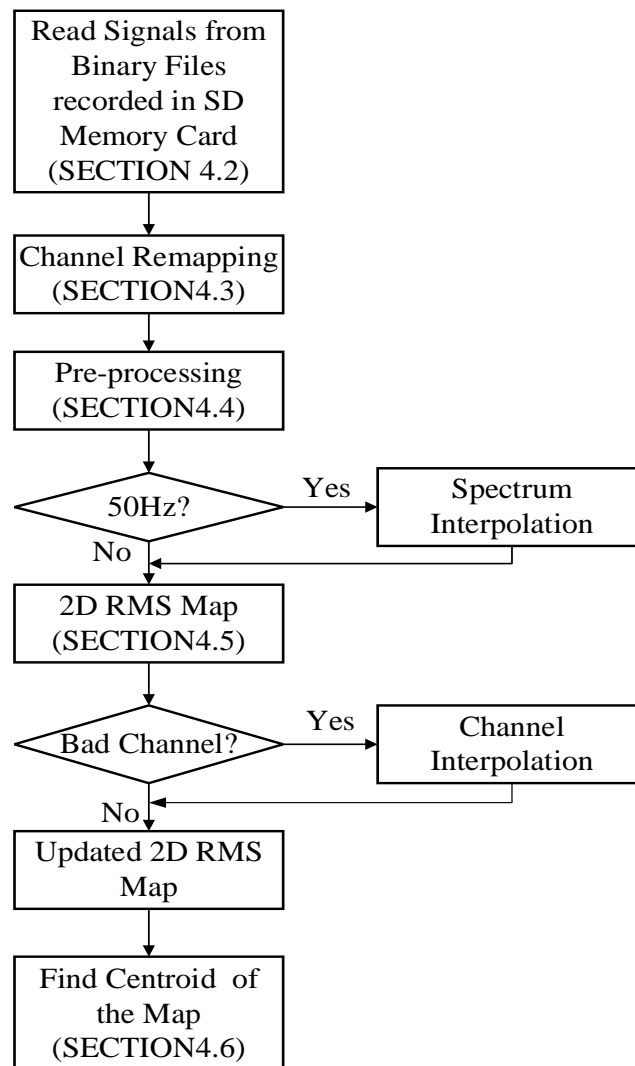 Read Signals from
Binary Files
recorded in SD
Memory Card
(SECTION 4.2)
Channel Remapping
(SECTION4.3)
Pre-processing
(SECTION4.4)
50Hz?
Yes
Spectrum
Interpolation
No
2D RMS Map
(SECTION4.5)
Bad Channel?
Yes
Channel
Interpolation
No
Updated 2D RMS
Map
Find Centroid of
the Map
(SECTION4.6)